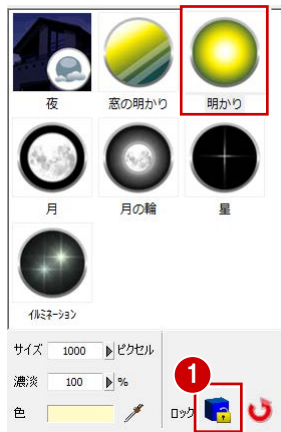 夜 窓の明かり 明かり
月 月の輪 星
ｲﾙﾐﾈｰｼｮﾝ
サイズ 1000 ピクセル
濃淡 100 %
1
色 ロック